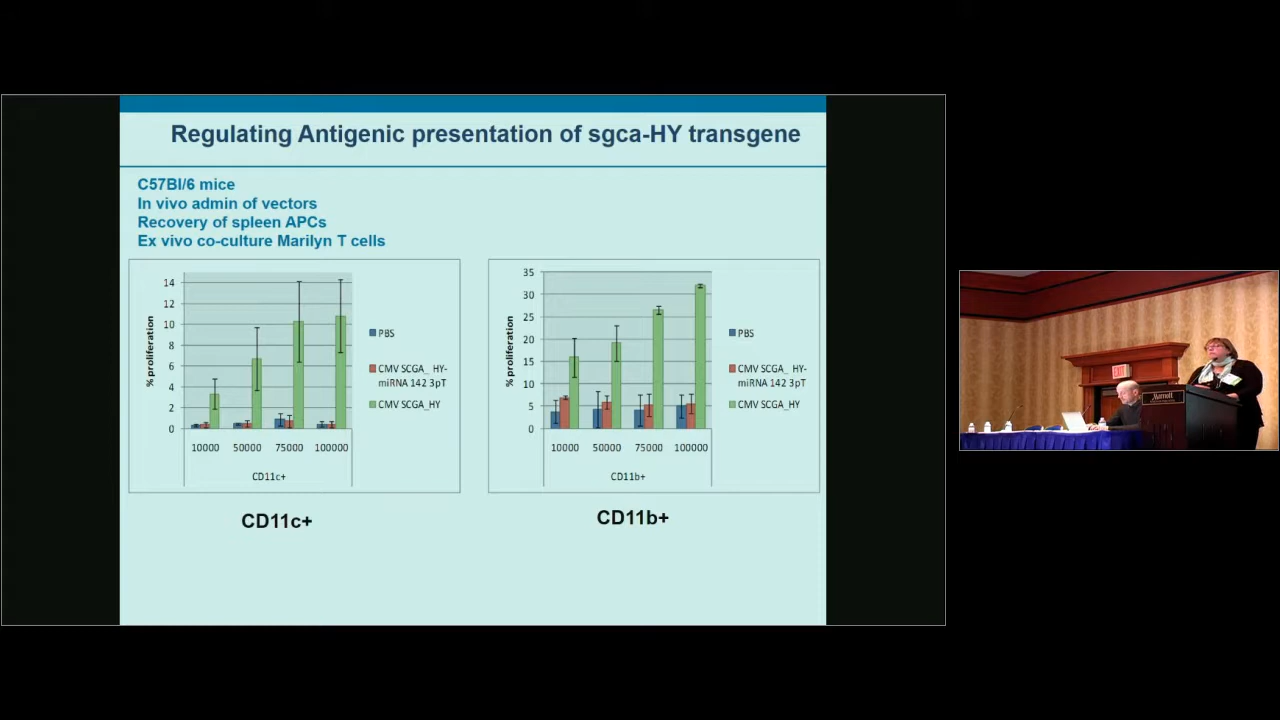 Regulating Antigenic presentation of sgca-HY transgene
C57Bl/6 mice
In vivo admin of vectors
Recovery of spleen APCs
Ex vivo co-culture Marilyn T cells
% proliferation
14
12
10
8
6
4
2
0
10000 50000 75000 100000
CD11c+
PBS
CMV SCGA_ HY-
miRNA 142 3pT
CMV SCGA_HY
CD11c+
% proliferation
35
30
25
20
15
10
5
0
10000 50000 75000 100000
CD11b+
PBS
CMV SCGA_ HY-
miRNA 142 3pT
CMV SCGA_HY
CD11b+
EXIT
Marriott